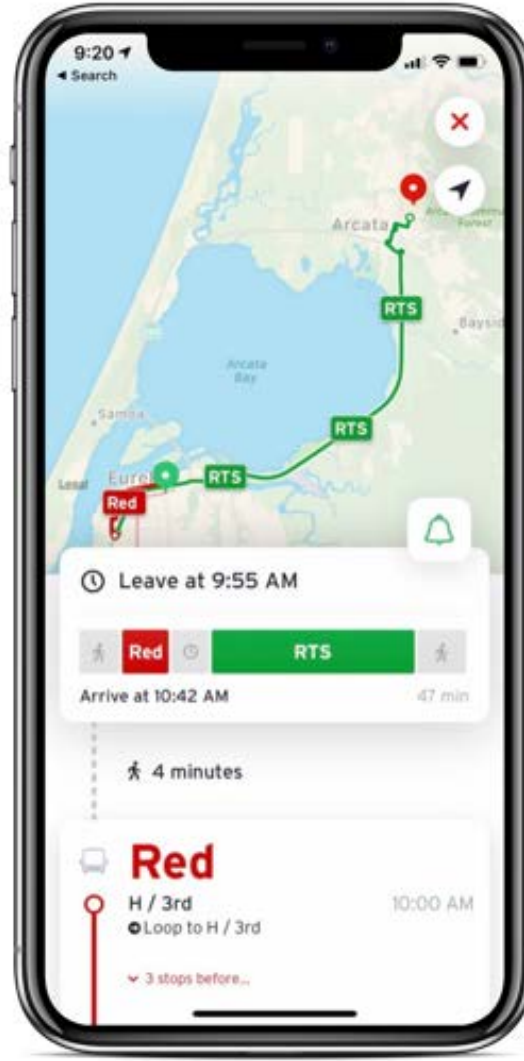 9:20
Search
Arcata
RTS
Bayside
Arcata
Bay
Samoa
RTS
Eure
RTS
Red
Leave at 9:55 AM
Red
RTS
Arrive at 10:42 AM
47 min
4 minutes
Red
H / 3rd
10:00 AM
Loop to H / 3rd
3 stops before...